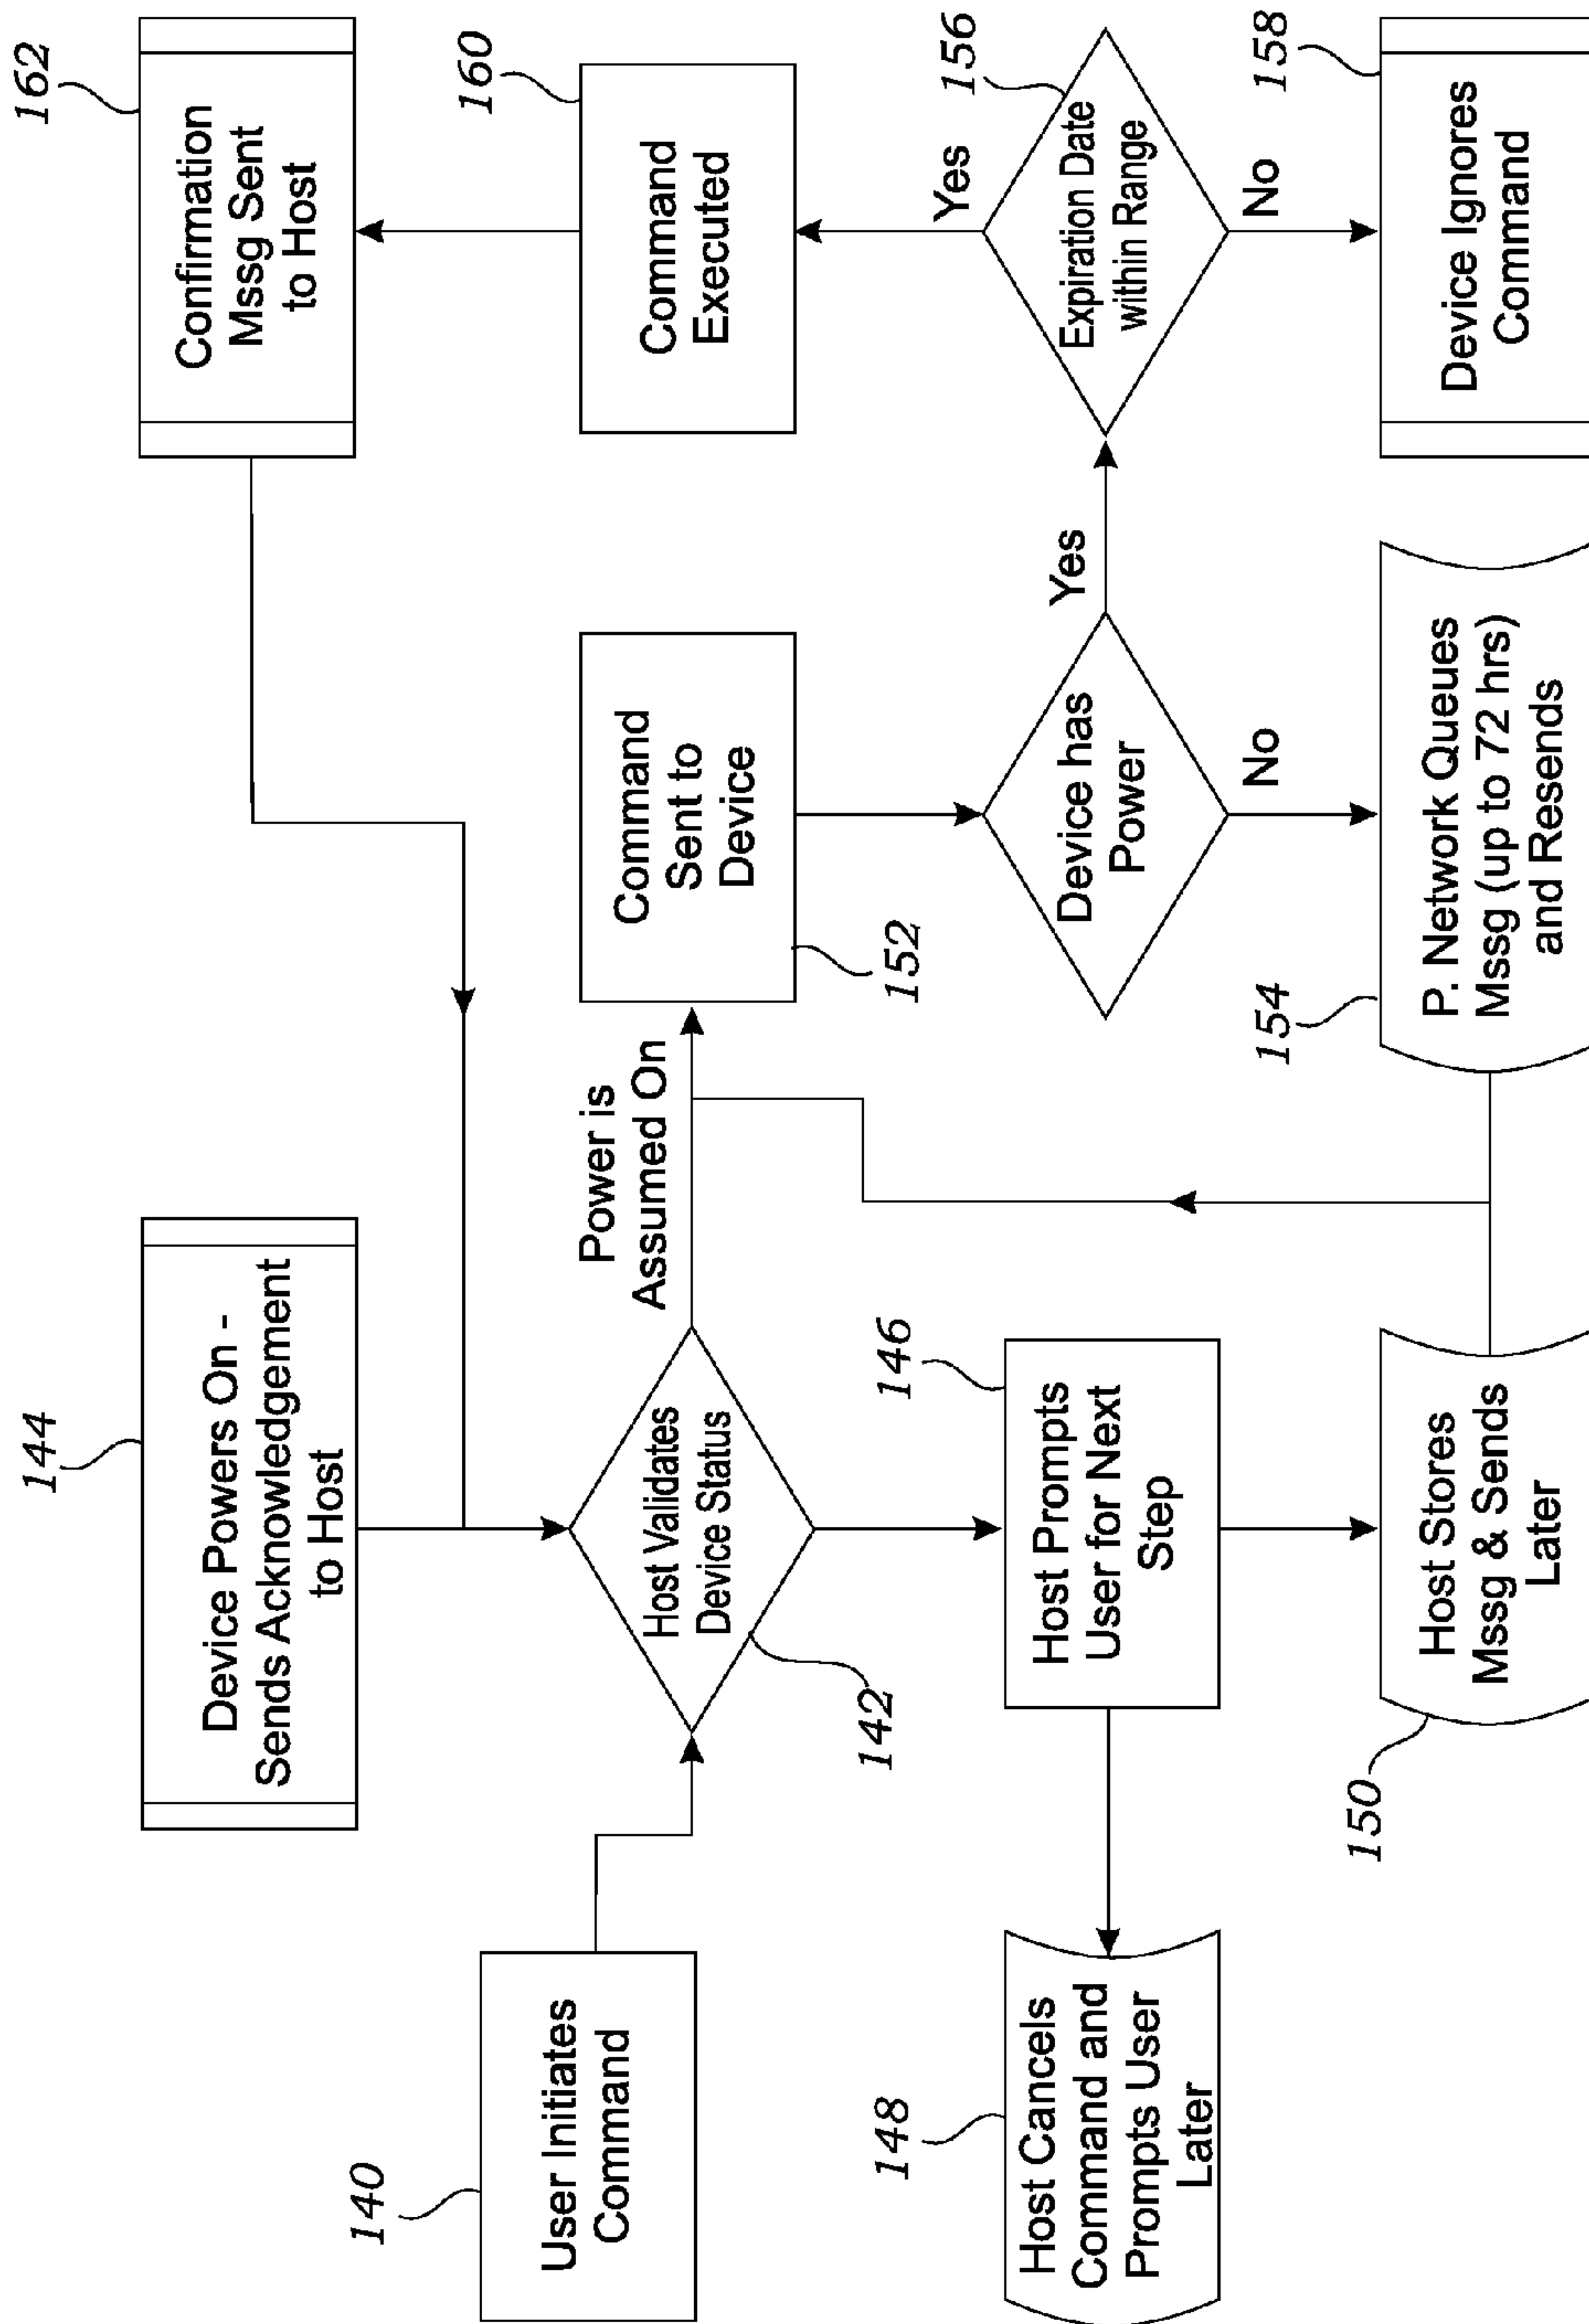 144
Device Powers On -
Sends Acknowledgement
to Host
162
Confirmation
Mssg Sent
to Host
140
User Initiates
Command
Host Validates
Device Status
142
Power is
Assumed On
Command
Sent to
Device
152
Command
Executed
160
148
Host Cancels
Command and
Prompts User
Later
146
Host Prompts
User for Next
Step
Device has
Power
Yes
No
Expiration Date
within Range
156
Yes
No
150
Host Stores
Mssg & Sends
Later
154
P. Network Queues
Mssg (up to 72 hrs)
and Resends
158
Device Ignores
Command